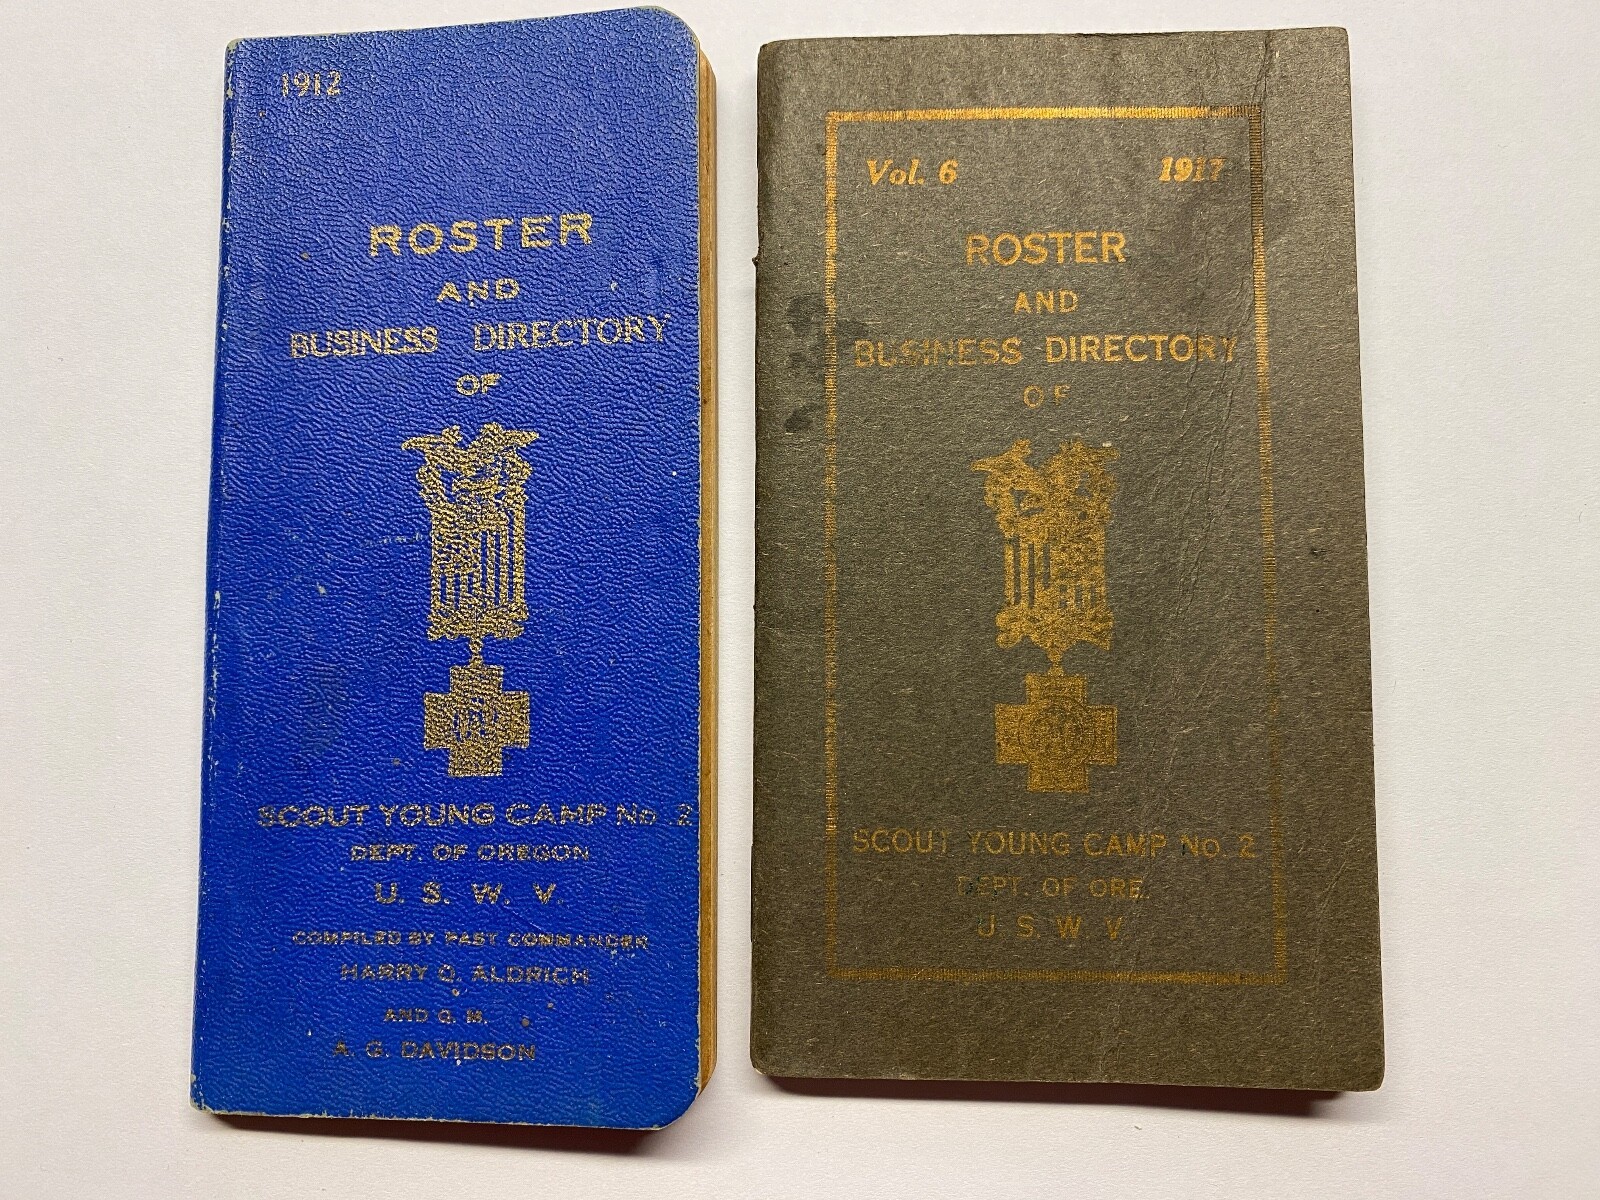 1912
ROSTER
AND
BUSINESS DIRECTORY
OF
SCOUT YOUNG CAMP No. 2
DEPT. OF OREGON
U. S. W. V.
COMPILED BY PAST COMMANDER
HARRY O. ALDRICH
AND Q. M.
A. G. DAVIDSON
Vol. 6 1917
ROSTER
AND
BUSINESS DIRECTORY
OF
SCOUT YOUNG CAMP No. 2
DEPT. OF ORE.
U S W V